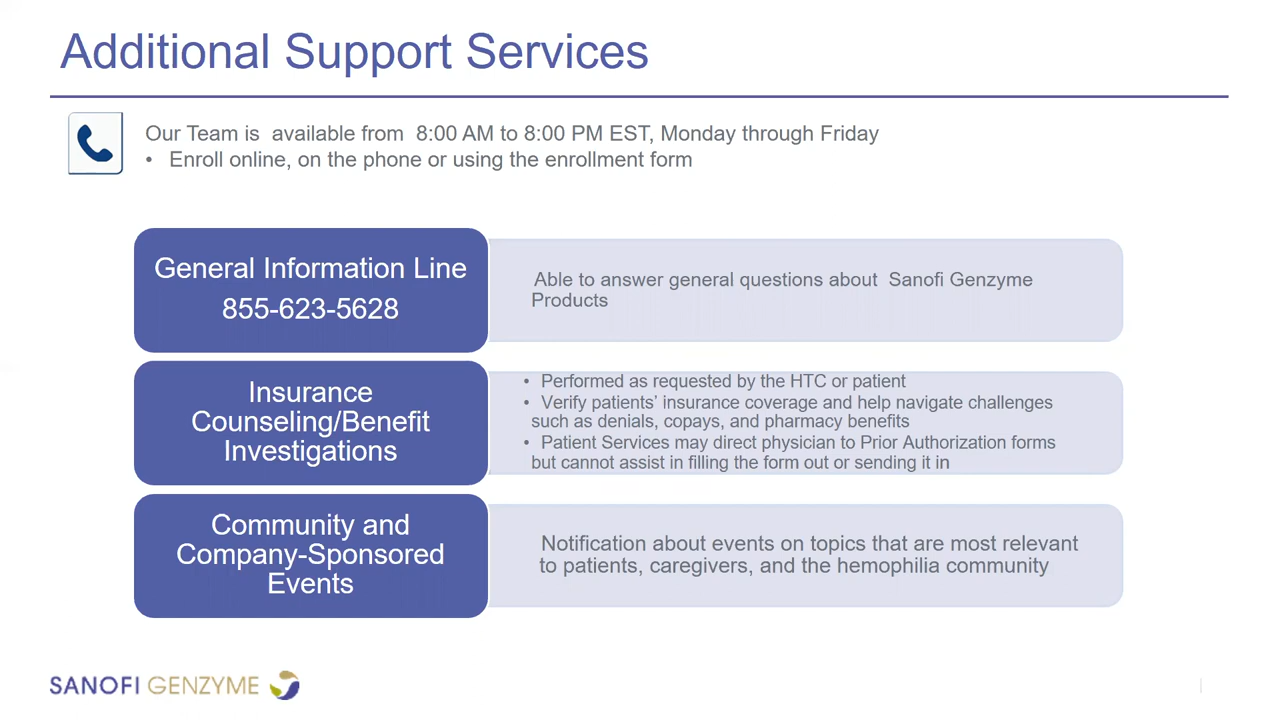 Additional Support Services
Our Team is available from 8:00 AM to 8:00 PM EST, Monday through Friday
• Enroll online, on the phone or using the enrollment form
General Information Line
855-623-5628
Able to answer general questions about Sanofi Genzyme
Products
Insurance
Counseling/Benefit
Investigations
• Performed as requested by the HTC or patient
• Verify patients’ insurance coverage and help navigate challenges
such as denials, copays, and pharmacy benefits
• Patient Services may direct physician to Prior Authorization forms
but cannot assist in filling the form out or sending it in
Community and
Company-Sponsored
Events
Notification about events on topics that are most relevant
to patients, caregivers, and the hemophilia community
SANOFI GENZYME